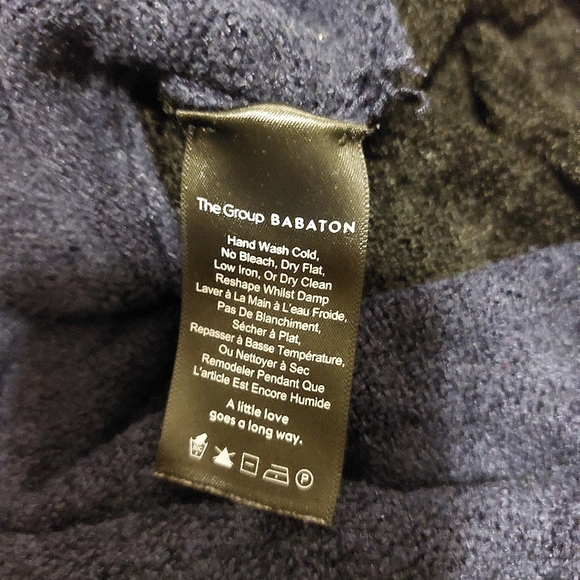 The Group BABATON
Hand Wash Cold,
No Bleach, Dry Flat,
Low Iron, Or Dry Clean
Reshape Whilst Damp
Laver à La Main à L'eau Froide,
Pas De Blanchiment,
Sécher à Plat,
Repasser à Basse Température,
Ou Nettoyer à Sec
Remodeler Pendant Que
L'article Est Encore Humide
A little love
goes a long way.
P